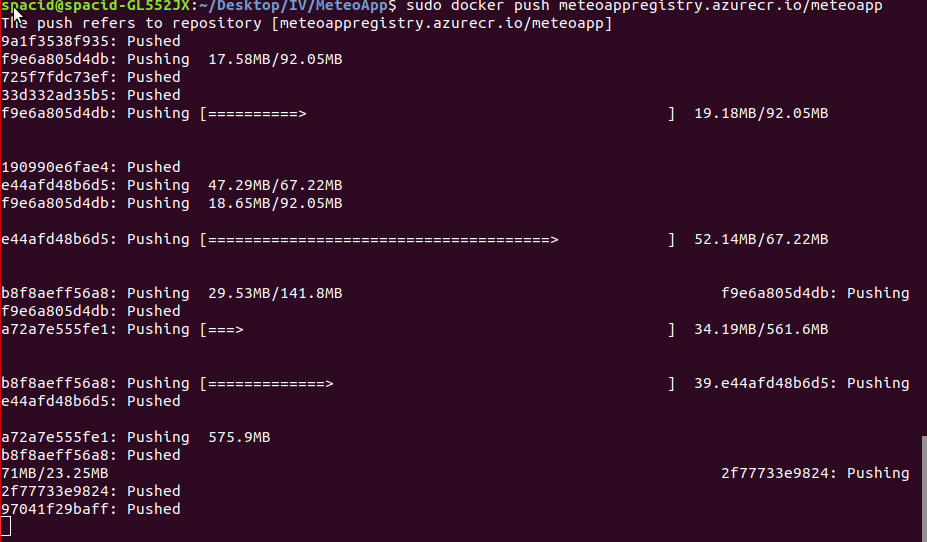 spacid@spacid-GL552JX:~/Desktop/IV/MeteoApp$ sudo docker push meteoappregistry.azurecr.io/meteoapp
The push refers to repository [meteoappregistry.azurecr.io/meteoapp]
9a1f3538f935: Pushed
f9e6a805d4db: Pushing  17.58MB/92.05MB
725f7fdc73ef: Pushed
33d332ad35b5: Pushed
f9e6a805d4db: Pushing [==========>                                        ]  19.18MB/92.05MB
190990e6fae4: Pushed
e44afd48b6d5: Pushing  47.29MB/67.22MB
f9e6a805d4db: Pushing  18.65MB/92.05MB
e44afd48b6d5: Pushing [======================================>            ]  52.14MB/67.22MB
b8f8aeff56a8: Pushing  29.53MB/141.8MB                                          f9e6a805d4db: Pushing
f9e6a805d4db: Pushed
a72a7e555fe1: Pushing [===>                                               ]  34.19MB/561.6MB
b8f8aeff56a8: Pushing [=============>                                     ]  39.e44afd48b6d5: Pushing
e44afd48b6d5: Pushed
a72a7e555fe1: Pushing  575.9MB
b8f8aeff56a8: Pushed
71MB/23.25MB                                                                    2f77733e9824: Pushing
2f77733e9824: Pushed
97041f29baff: Pushed